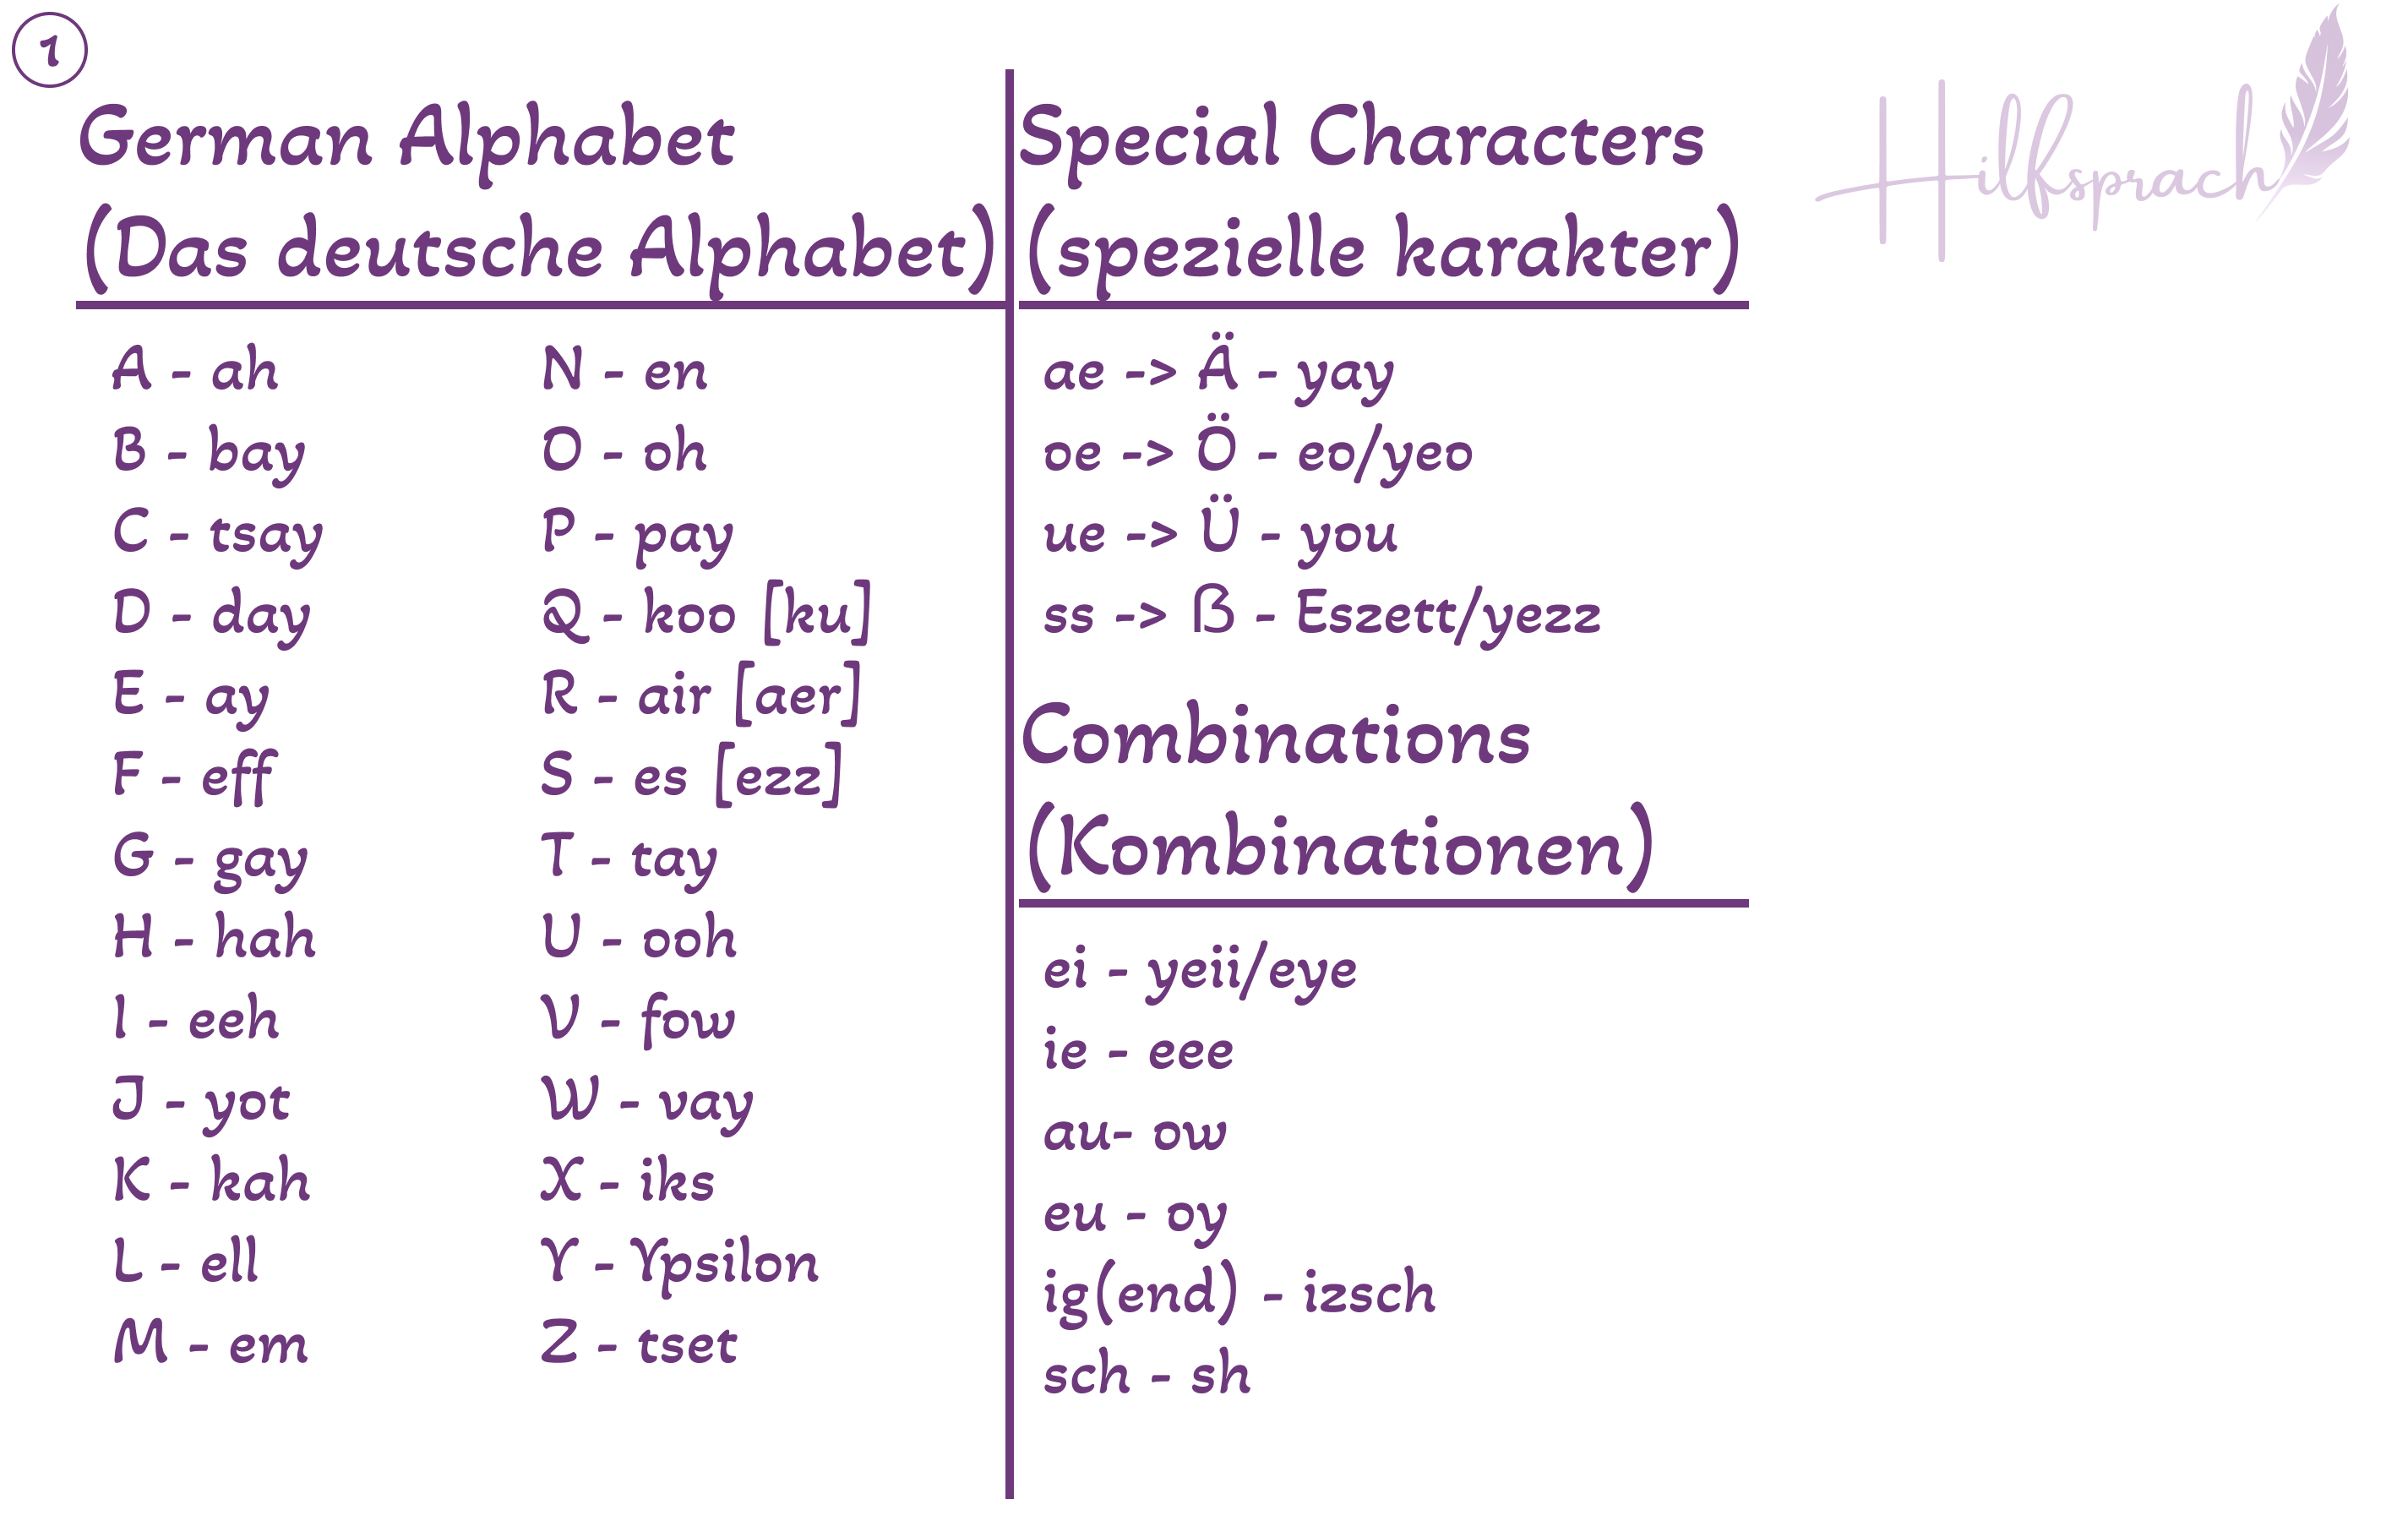 1
German Alphabet
(Das deutsche Alphabet)
A - ah
B - bay
C - tsay
D - day
E - ay
F - eff
G - gay
H - hah
I - eeh
J - yot
K - kah
L - ell
M - em
N - en
O - oh
P - pay
Q - koo [ku]
R - air [aer]
S - es [ezz]
T - tay
U - ooh
V - fow
W - vay
X - iks
Y - Ypsilon
Z - tset
Special Characters
(spezielle karakter)
ae -> Ä - yay
oe -> Ö - eo/yeo
ue -> Ü - you
ss -> ß - Eszett/yezz
Combinations
(Kombinationen)
ei - yeii/eye
ie - eee
au- ow
eu - oy
ig(end) - izsch
sch - sh
Hilfsprach